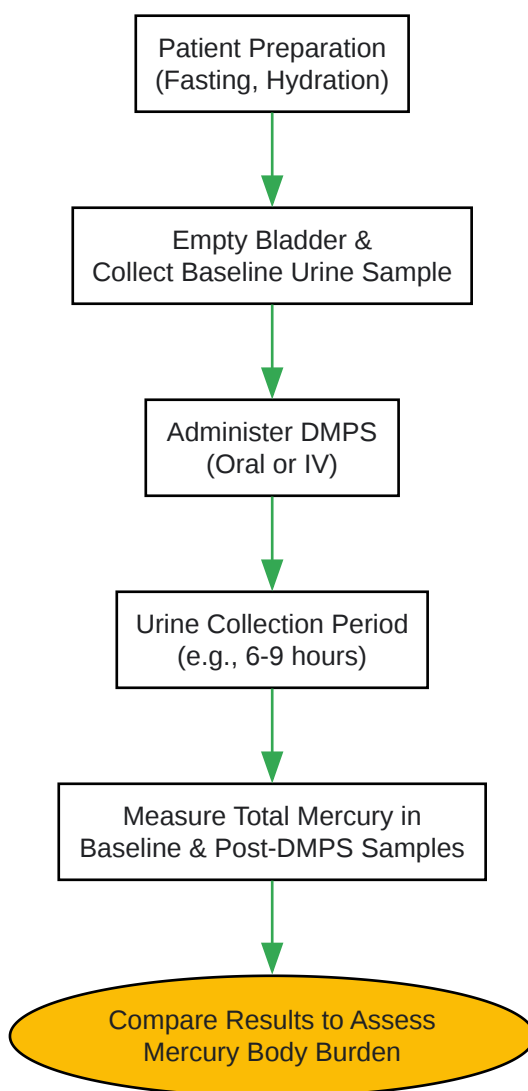 Patient Preparation
(Fasting, Hydration)
Empty Bladder &
Collect Baseline Urine Sample
Administer DMPS
(Oral or IV)
Urine Collection Period
(e.g., 6-9 hours)
Measure Total Mercury in
Baseline & Post-DMPS Samples
Compare Results to Assess
Mercury Body Burden